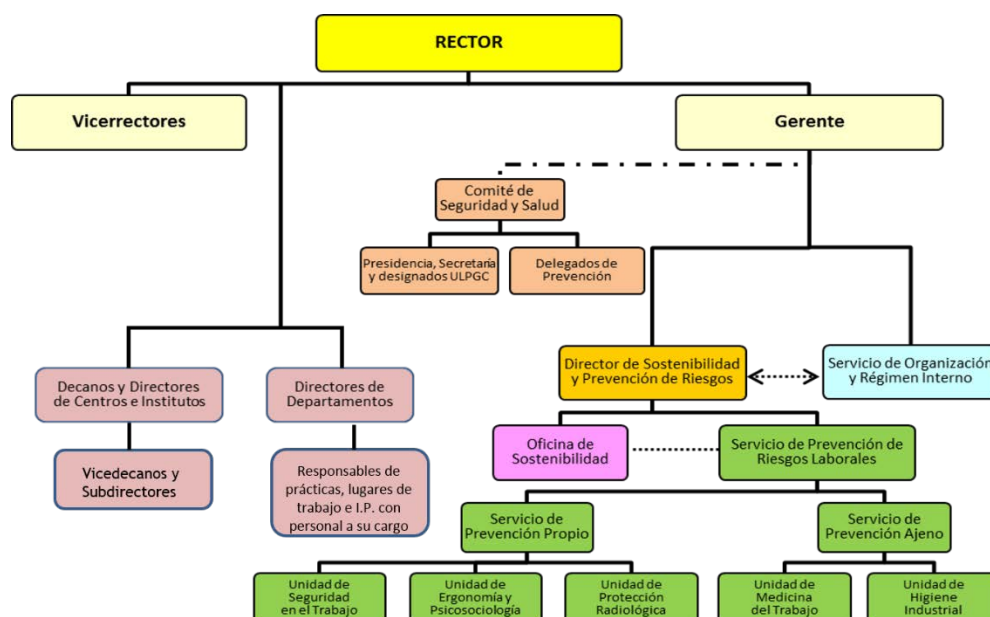 RECTOR
Vicerrectores
Gerente
Comité de
Seguridad y Salud
Presidencia, Secretaría
y designados ULPGC
Delegados de
Prevención
Director de Sostenibilidad
y Prevención de Riesgos
Servicio de Organización
y Régimen Interno
Decanos y Directores
de Centros e Institutos
Directores de
Departamentos
Oficina de
Sostenibilidad
Servicio de Prevención de
Riesgos Laborales
Vicedecanos y
Subdirectores
Responsables de
prácticas, lugares de
trabajo e I.P. con
personal a su cargo
Servicio de
Prevención Propio
Servicio de
Prevención Ajeno
Unidad de
Seguridad
en el Trabajo
Unidad de
Ergonomía y
Psicosociología
Unidad de
Protección
Radiológica
Unidad de
Medicina
del Trabajo
Unidad de
Higiene
Industrial